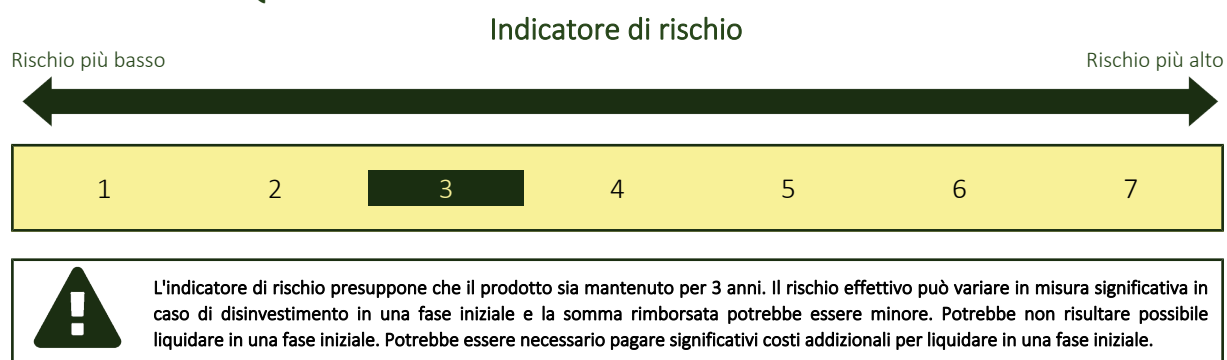 Indicatore di rischio
Rischio più basso Rischio più alto
1 2 3 4 5 6 7
L'indicatore di rischio presuppone che il prodotto sia mantenuto per 3 anni. Il rischio effettivo può variare in misura significativa in
caso di disinvestimento in una fase iniziale e la somma rimborsata potrebbe essere minore. Potrebbe non risultare possibile
liquidare in una fase iniziale. Potrebbe essere necessario pagare significativi costi addizionali per liquidare in una fase iniziale.